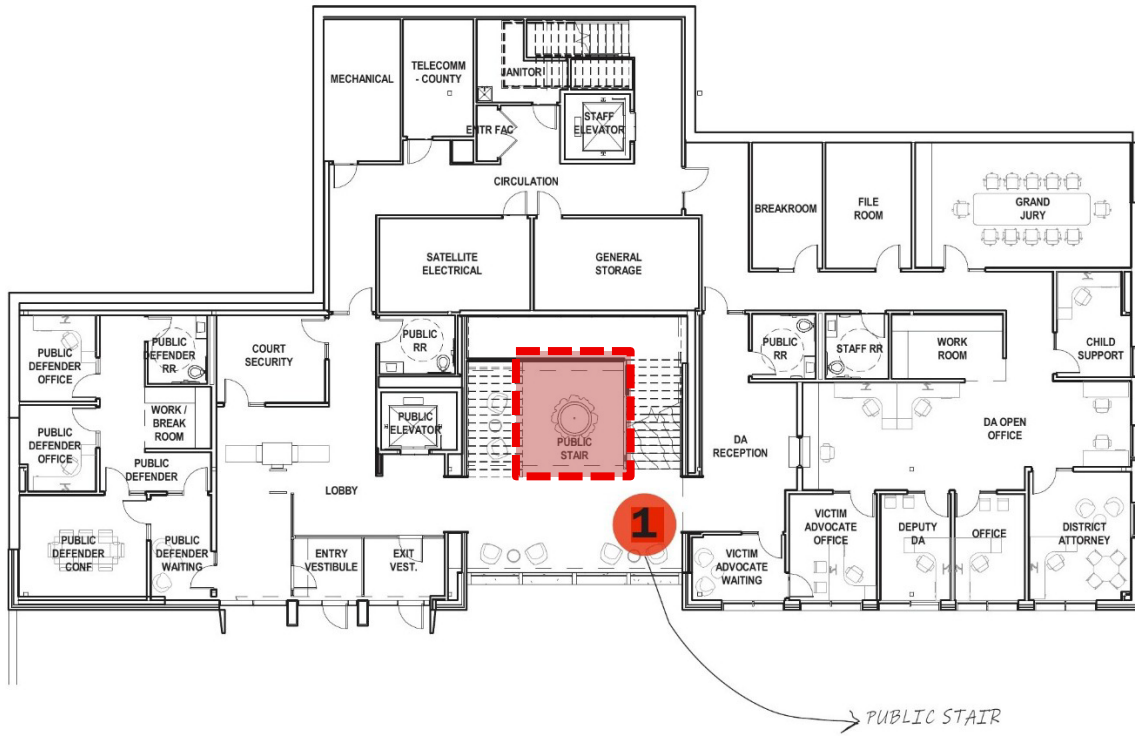 MECHANICAL
TELECOMM
- COUNTY
JANITOR
ENTR FAC
STAFF
ELEVATOR
CIRCULATION
BREAKROOM
FILE
ROOM
GRAND
JURY
SATELLITE
ELECTRICAL
GENERAL
STORAGE
PUBLIC
DEFENDER
OFFICE
PUBLIC
DEFENDER
RR
COURT
SECURITY
PUBLIC
RR
PUBLIC
RR
STAFF RR
WORK
ROOM
CHILD
SUPPORT
PUBLIC
DEFENDER
OFFICE
WORK /
BREAK
ROOM
PUBLIC
ELEVATOR
PUBLIC
STAIR
DA
RECEPTION
DA OPEN
OFFICE
PUBLIC
DEFENDER
LOBBY
1
PUBLIC
DEFENDER
CONF
PUBLIC
DEFENDER
WAITING
ENTRY
VESTIBULE
EXIT
VEST.
VICTIM
ADVOCATE
WAITING
VICTIM
ADVOCATE
OFFICE
DEPUTY
DA
OFFICE
DISTRICT
ATTORNEY
PUBLIC STAIR